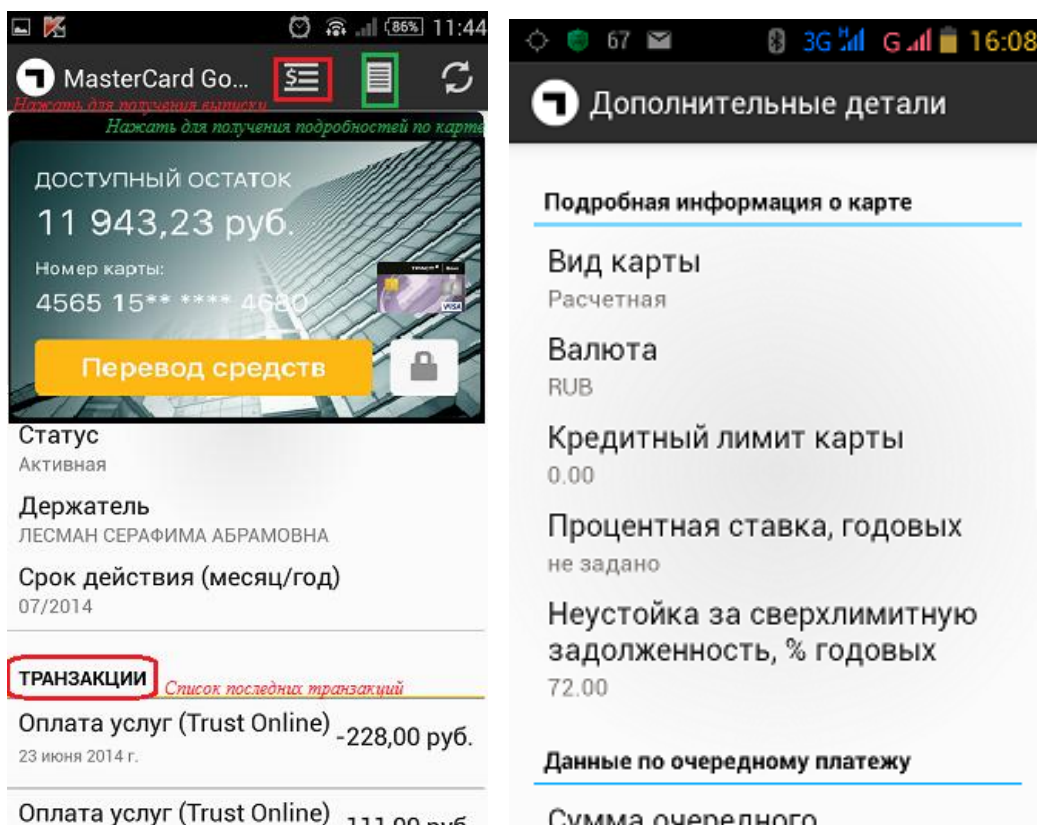 86% 11:44
MasterCard Go...
Нажать для получения выписки
Нажать для получения подробностей по карте
ДОСТУПНЫЙ ОСТАТОК
11 943,23 руб.
Номер карты:
4565 15** **** 4680
VISA
Перевод средств
Статус
Активная
Держатель
ЛЕСМАН СЕРАФИМА АБРАМОВНА
Срок действия (месяц/год)
07/2014
ТРАНЗАКЦИИ
Список последних транзакций
Оплата услуг (Trust Online) -228,00 руб.
23 июня 2014 г.
Оплата услуг (Trust Online)
67 3G G 16:08
Дополнительные детали
Подробная информация о карте
Вид карты
Расчетная
Валюта
RUB
Кредитный лимит карты
0.00
Процентная ставка, годовых
не задано
Неустойка за сверхлимитную
задолженность, % годовых
72.00
Данные по очередному платежу
Сумма очередного